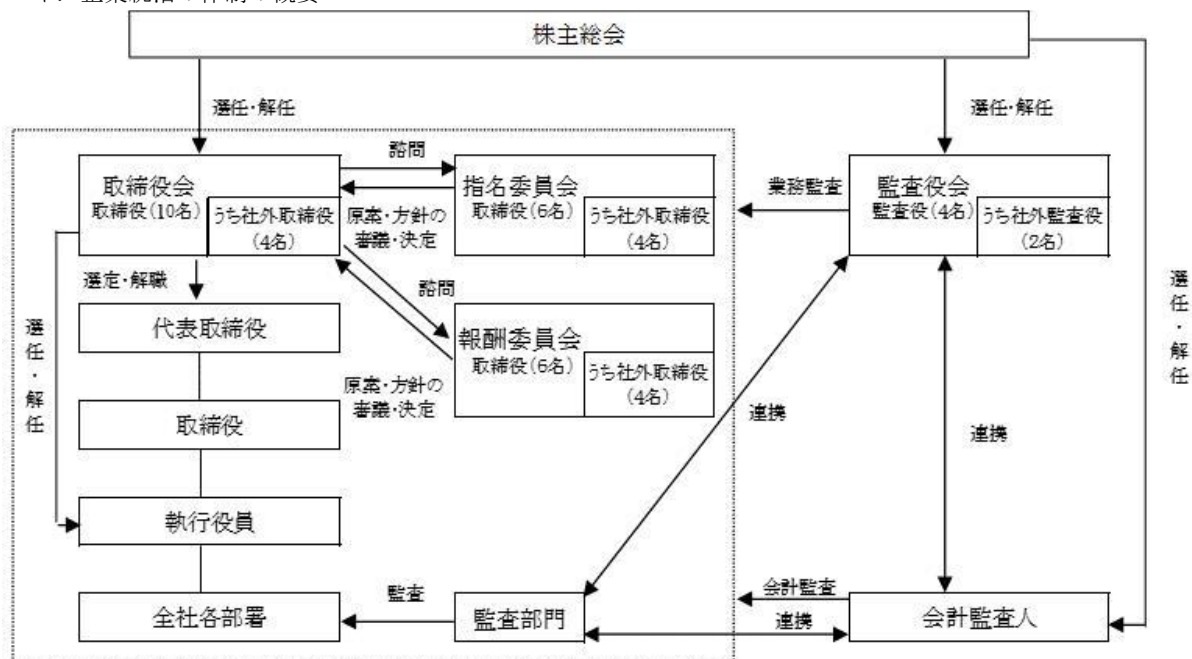 株主総会
選任・解任
選任・解任
取締役会
取締役(10名)
うち社外取締役
(4名)
諮問
原案・方針の
審議・決定
指名委員会
取締役(6名)
うち社外取締役
(4名)
業務監査
監査役会
監査役(4名)
うち社外監査役
(2名)
選定・解職
諮問
代表取締役
報酬委員会
取締役(6名)
うち社外取締役
(4名)
原案・方針の
審議・決定
選任・解任
選任・解任
取締役
連携
連携
執行役員
全社各部署
監査
監査部門
会計監査
連携
会計監査人